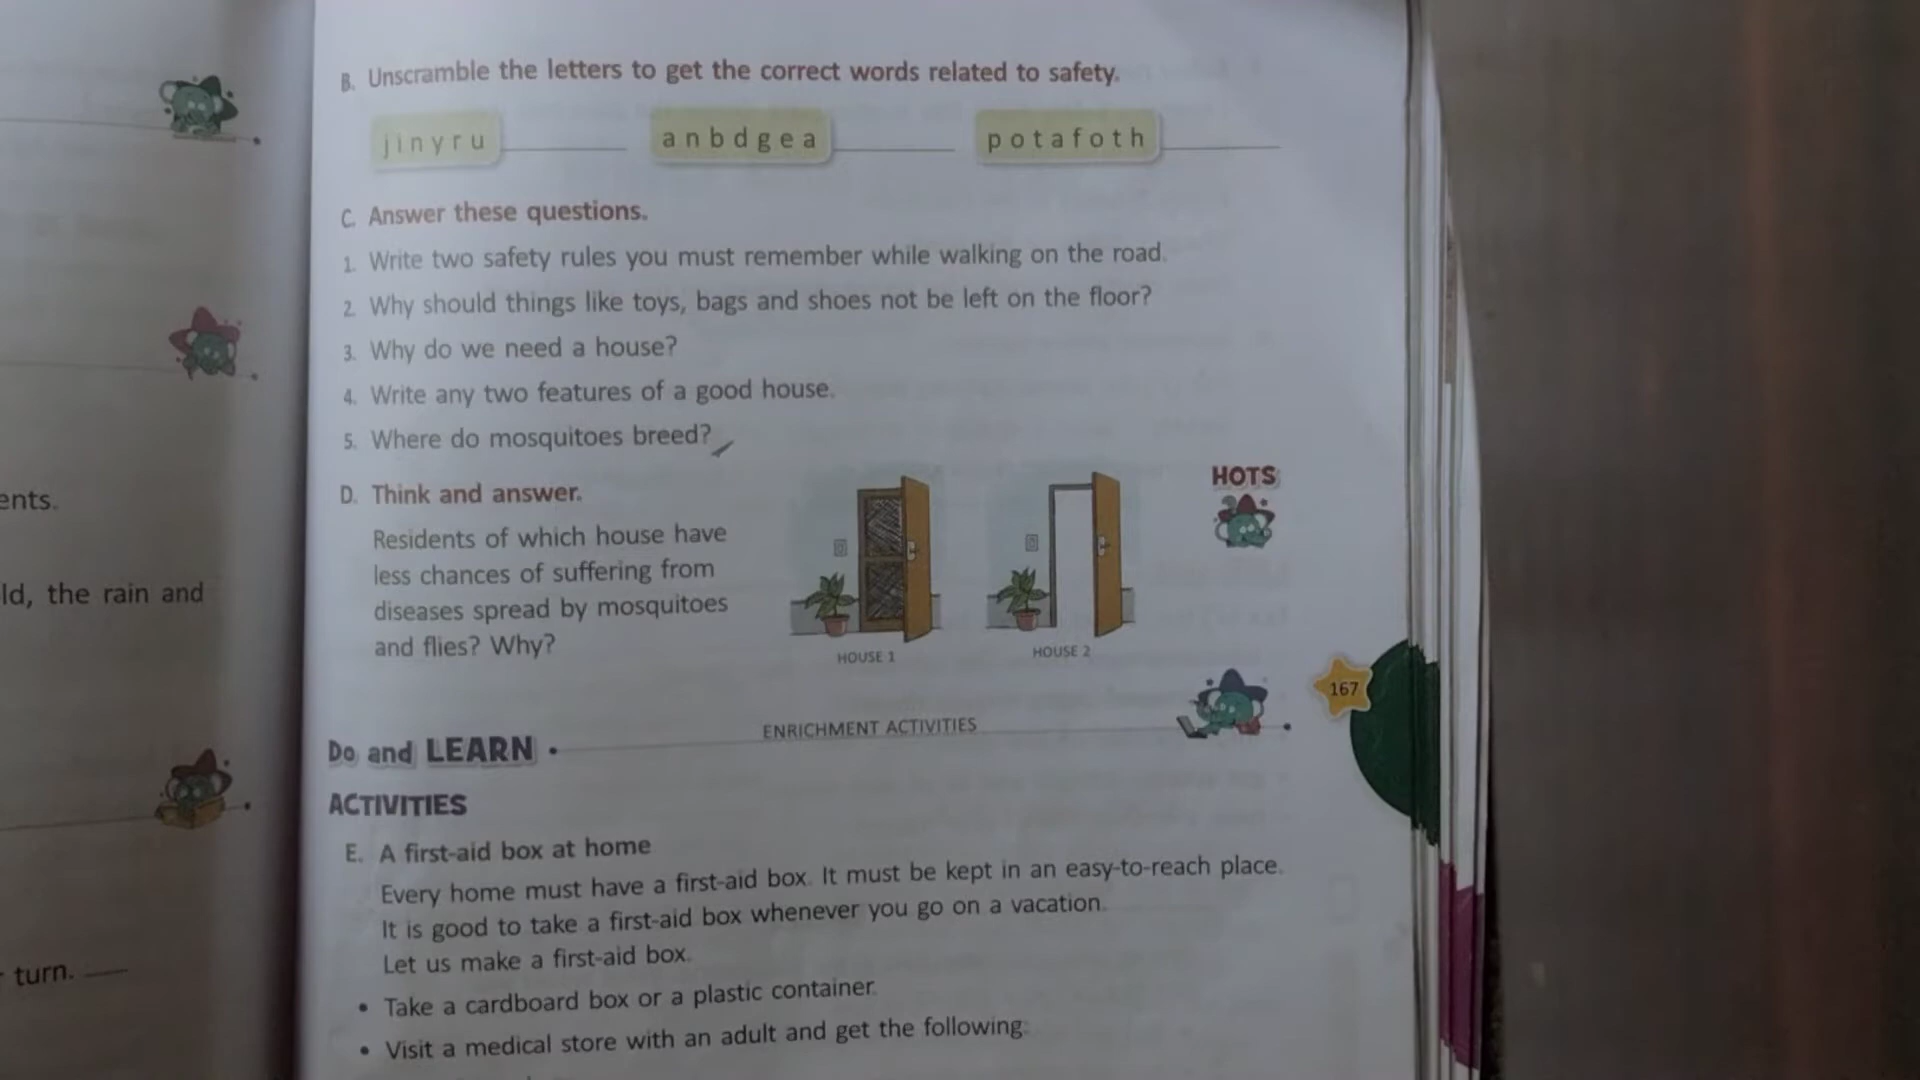 B. Unscramble the letters to get the correct words related to safety.
jinyru anbdgea potafoth
C. Answer these questions.
1. Write two safety rules you must remember while walking on the road.
2. Why should things like toys, bags and shoes not be left on the floor?
3. Why do we need a house?
4. Write any two features of a good house.
5. Where do mosquitoes breed?
D. Think and answer.
HOTS
Residents of which house have
less chances of suffering from
diseases spread by mosquitoes
and flies? Why?
HOUSE 1
HOUSE 2
167
ENRICHMENT ACTIVITIES
Do and LEARN
ACTIVITIES
E. A first-aid box at home
Every home must have a first-aid box. It must be kept in an easy-to-reach place.
It is good to take a first-aid box whenever you go on a vacation.
Let us make a first-aid box.
• Take a cardboard box or a plastic container.
• Visit a medical store with an adult and get the following:
the rain and
turn.